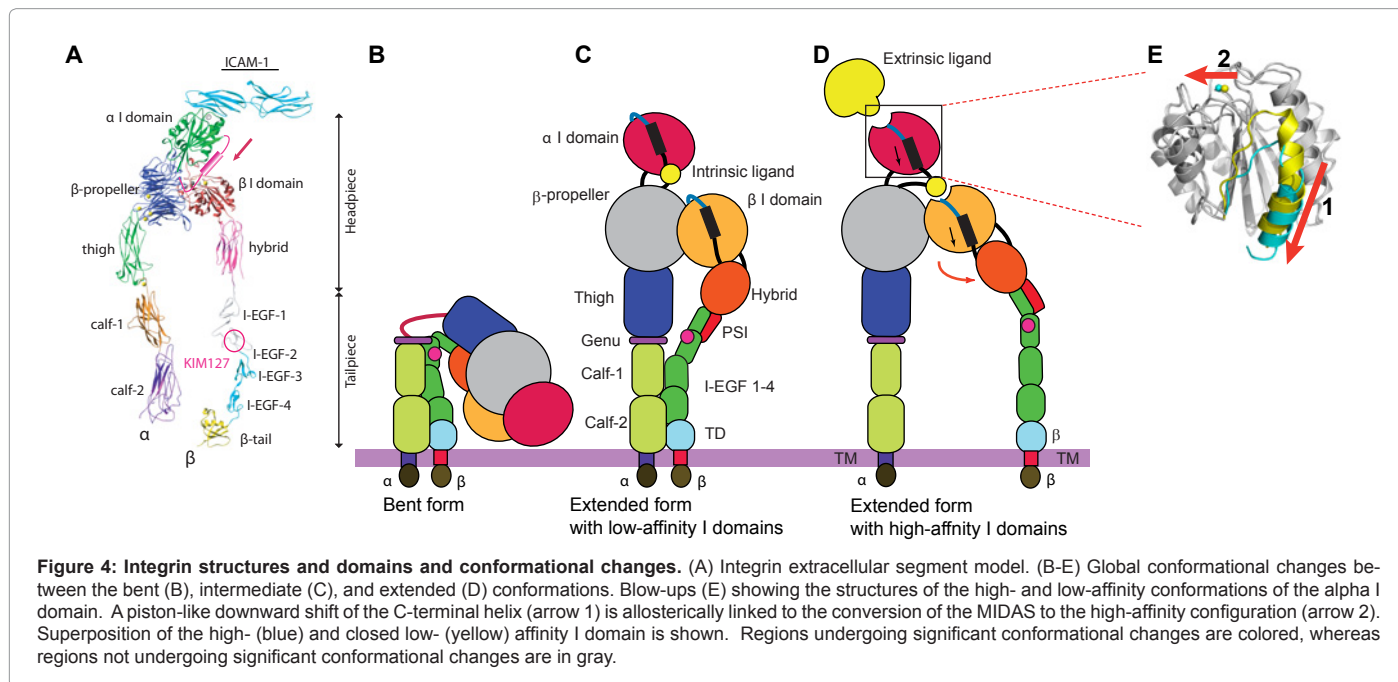 A
ICAM-1
α I domain
β-propeller
β I domain
thigh
hybrid
I-EGF-1
calf-1
KIM127
I-EGF-2
I-EGF-3
calf-2
I-EGF-4
β-tail
α
β
Headpiece
Tailpiece
B
α
β
Bent form
C
α I domain
Intrinsic ligand
β-propeller
β I domain
Thigh
Hybrid
Genu
PSI
Calf-1
I-EGF 1-4
Calf-2
TD
α
β
Extended form
with low-affinity I domains
D
Extrinsic ligand
β
TM
TM
α
β
Extended form
with high-affnity I domains
E
2
1
Figure 4: Integrin structures and domains and conformational changes. (A) Integrin extracellular segment model. (B-E) Global conformational changes be-
tween the bent (B), intermediate (C), and extended (D) conformations. Blow-ups (E) showing the structures of the high- and low-affinity conformations of the alpha I
domain. A piston-like downward shift of the C-terminal helix (arrow 1) is allosterically linked to the conversion of the MIDAS to the high-affinity configuration (arrow 2).
Superposition of the high- (blue) and closed low- (yellow) affinity I domain is shown. Regions undergoing significant conformational changes are colored, whereas
regions not undergoing significant conformational changes are in gray.